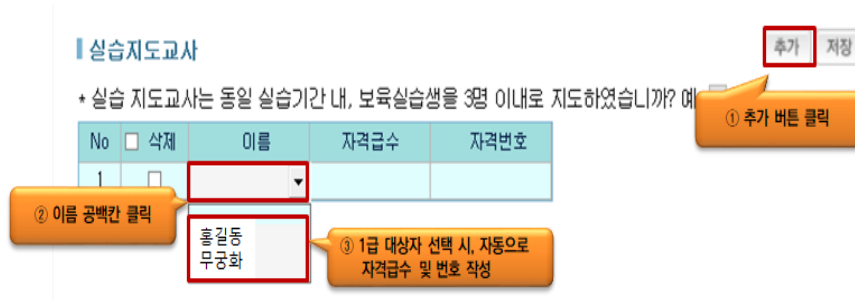 실습지도교사
추가 저장
* 실습 지도교사는 동일 실습기간 내, 보육실습생을 3명 이내로 지도하였습니까? 예
① 추가 버튼 클릭
No 삭제 이름 자격급수 자격번호
1
② 이름 공백칸 클릭
홍길동
무궁화
③ 1급 대상자 선택 시, 자동으로
자격급수 및 번호 작성